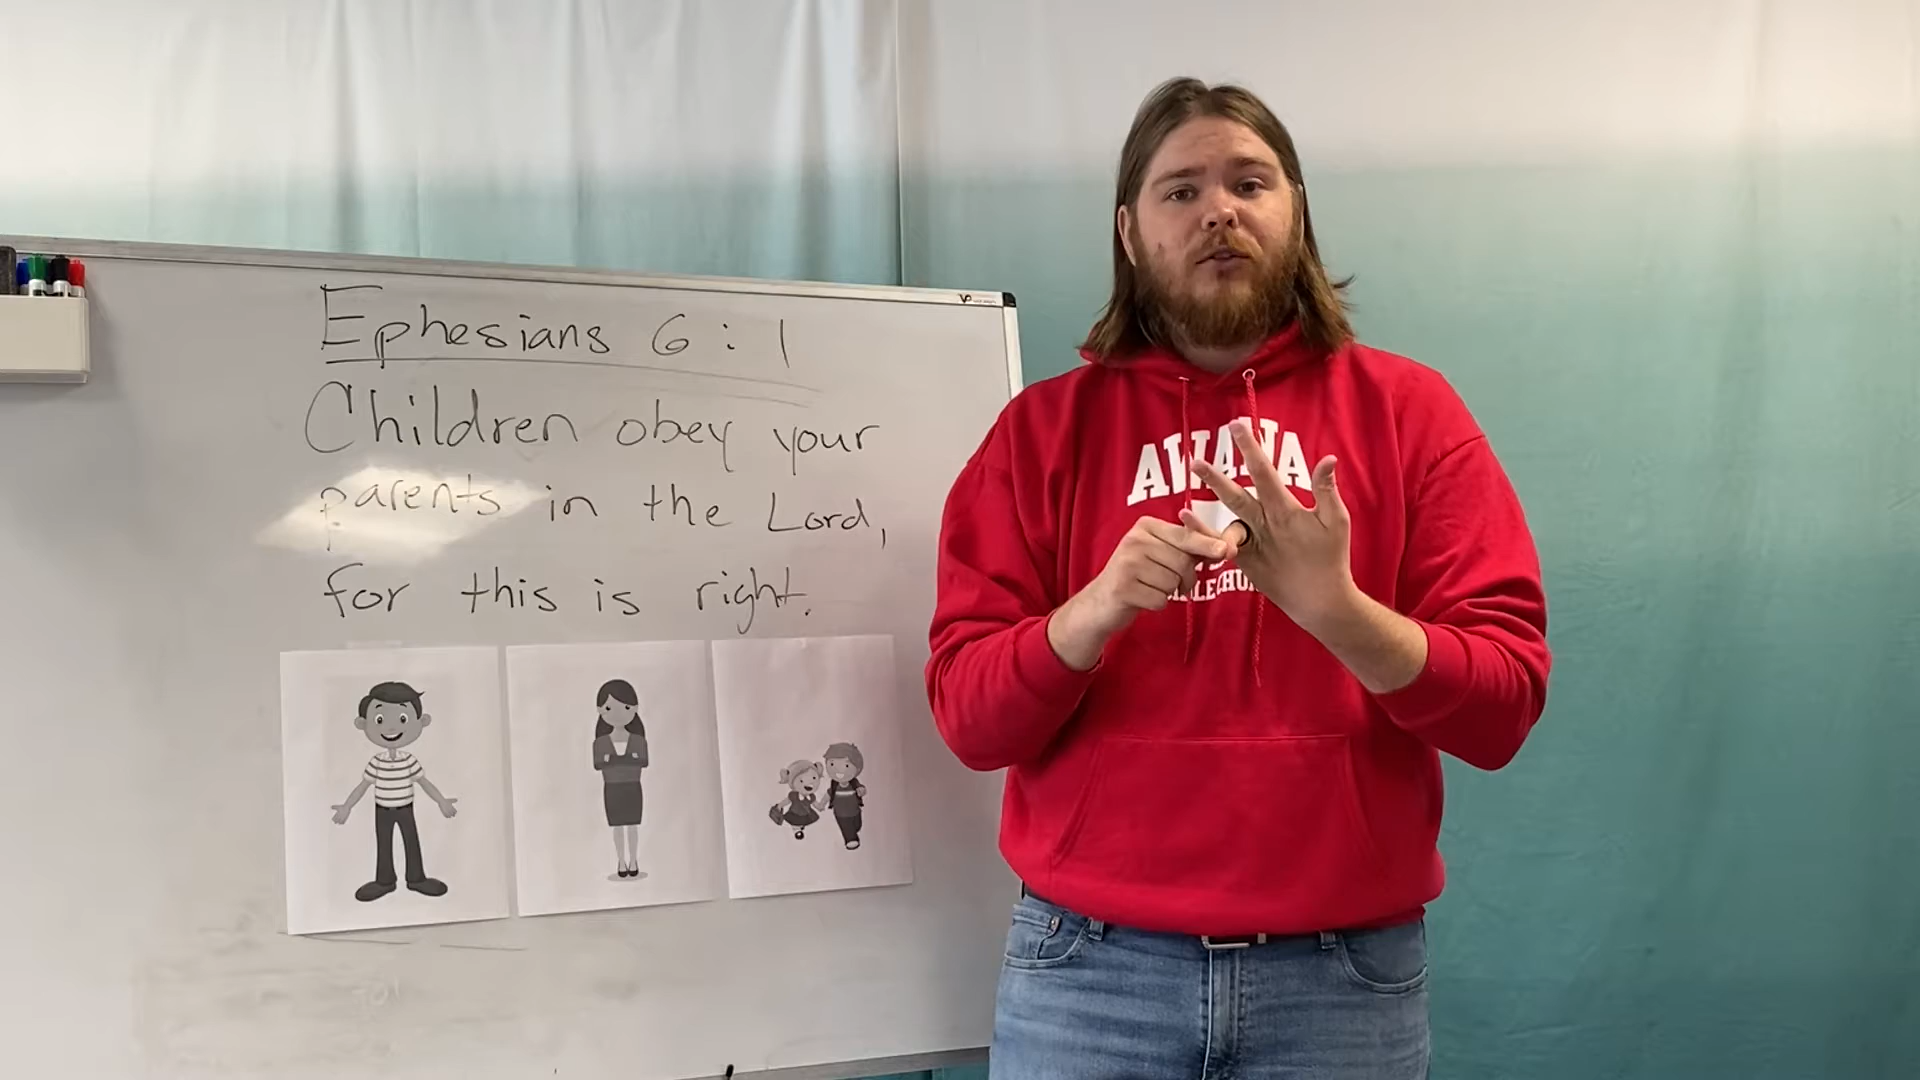 Ephesians 6:1
Children obey your
parents in the Lord,
for this is right.
AWANA